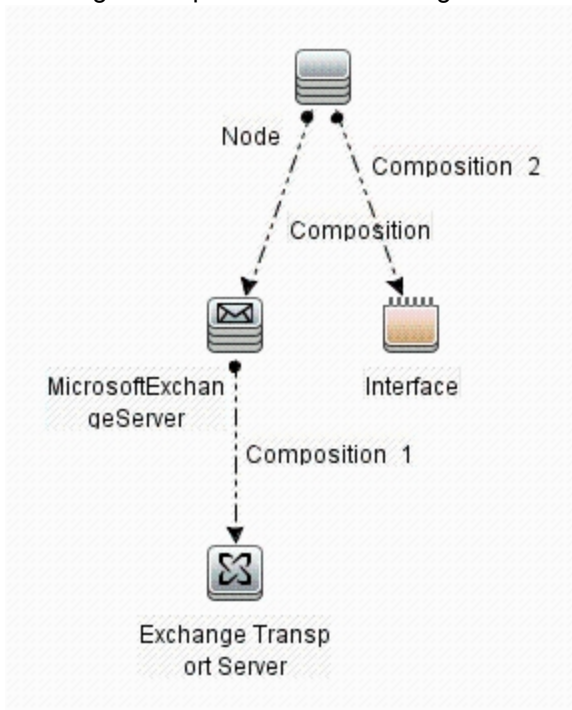 Node
Composition 2
Composition
MicrosoftExchan
geServer
Interface
Composition 1
Exchange Transp
ort Server